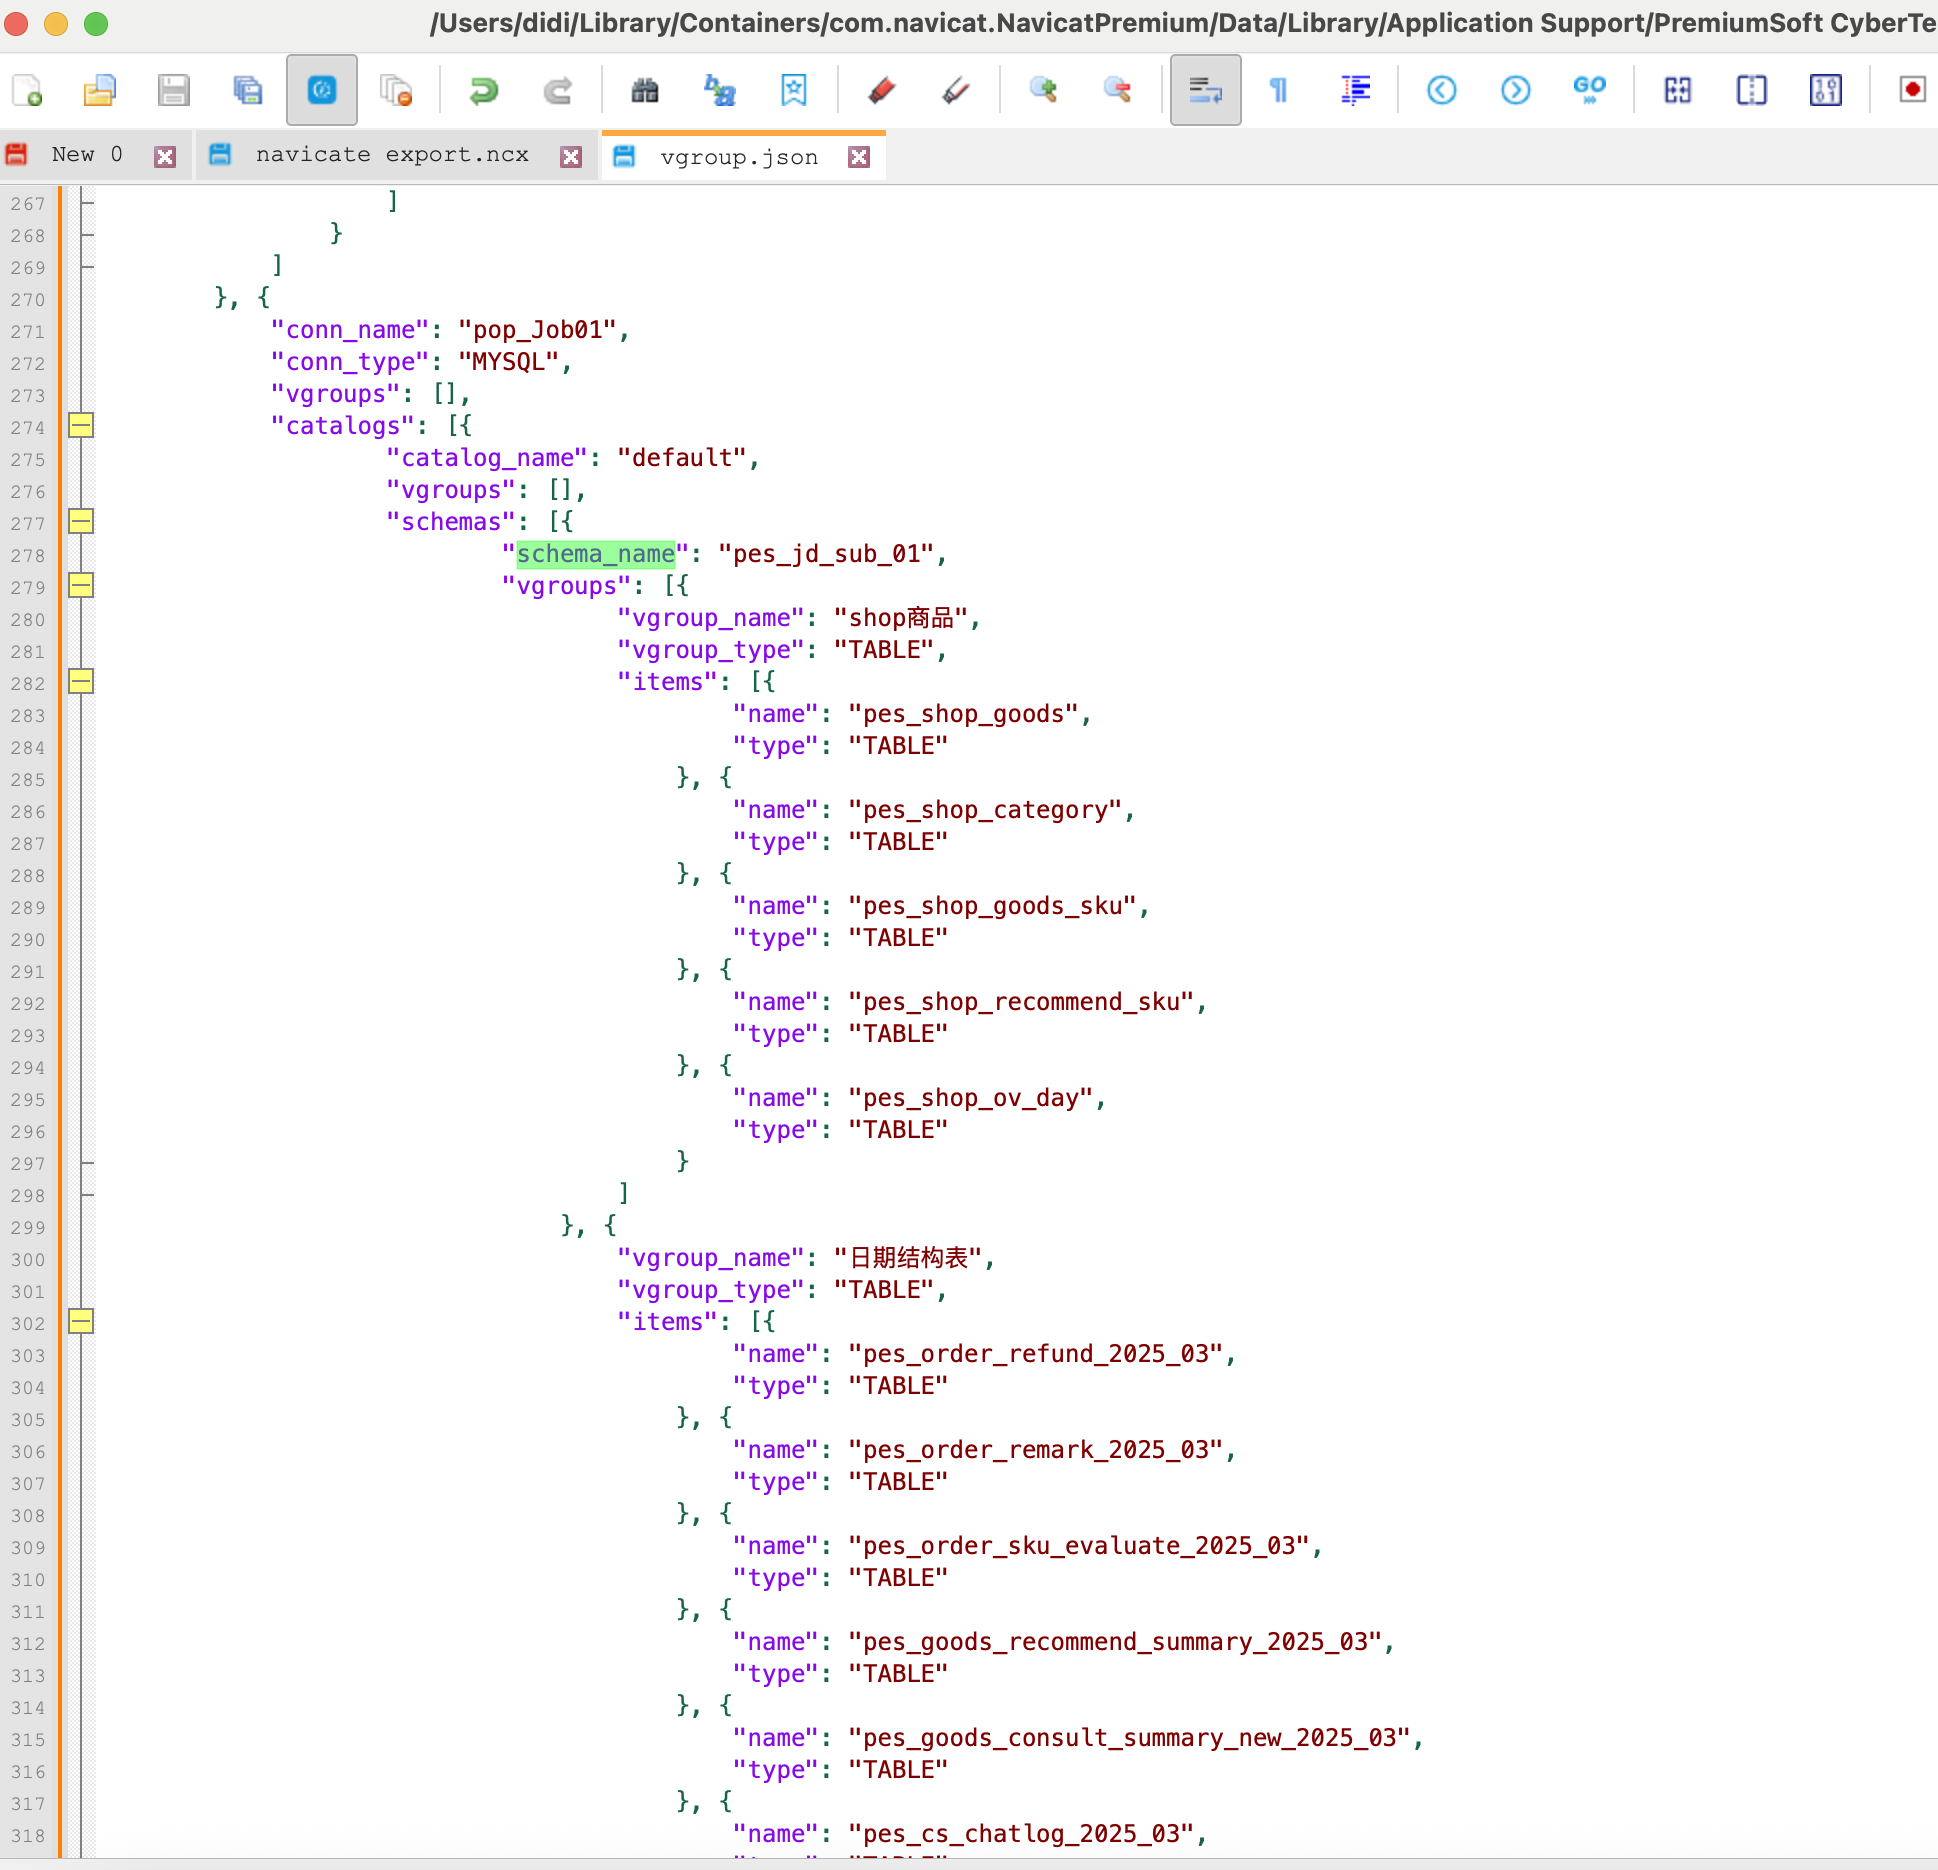 /Users/didi/Library/Containers/com.navicat.NavicatPremium/Data/Library/Application Support/PremiumSoft CyberTe
GO
New 0
navicate export.ncx
vgroup.json
267 ]
268 }
269 ]
270 }, {
271 "conn_name": "pop_Job01",
272 "conn_type": "MYSQL",
273 "vgroups": [],
274 "catalogs": [{
275 "catalog_name": "default",
276 "vgroups": [],
277 "schemas": [{
278 "schema_name": "pes_jd_sub_01",
279 "vgroups": [{
280 "vgroup_name": "shop商品",
281 "vgroup_type": "TABLE",
282 "items": [{
283 "name": "pes_shop_goods",
284 "type": "TABLE"
285 }, {
286 "name": "pes_shop_category",
287 "type": "TABLE"
288 }, {
289 "name": "pes_shop_goods_sku",
290 "type": "TABLE"
291 }, {
292 "name": "pes_shop_recommend_sku",
293 "type": "TABLE"
294 }, {
295 "name": "pes_shop_ov_day",
296 "type": "TABLE"
297 }
298 ]
299 }, {
300 "vgroup_name": "日期结构表",
301 "vgroup_type": "TABLE",
302 "items": [{
303 "name": "pes_order_refund_2025_03",
304 "type": "TABLE"
305 }, {
306 "name": "pes_order_remark_2025_03",
307 "type": "TABLE"
308 }, {
309 "name": "pes_order_sku_evaluate_2025_03",
310 "type": "TABLE"
311 }, {
312 "name": "pes_goods_recommend_summary_2025_03",
313 "type": "TABLE"
314 }, {
315 "name": "pes_goods_consult_summary_new_2025_03",
316 "type": "TABLE"
317 }, {
318 "name": "pes_cs_chatlog_2025_03",